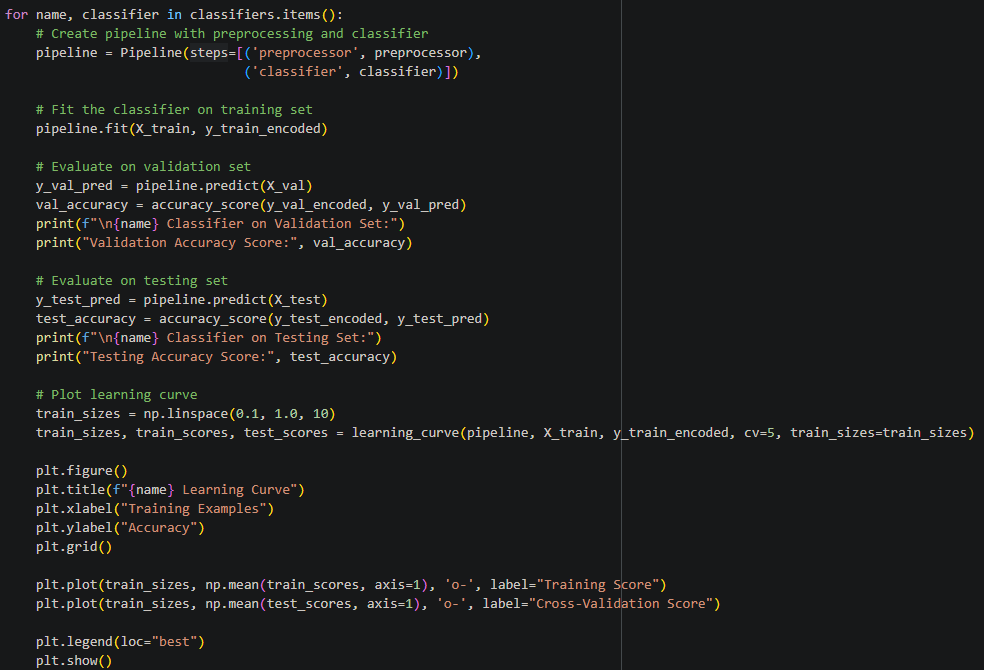 for name, classifier in classifiers.items():
    # Create pipeline with preprocessing and classifier
    pipeline = Pipeline(steps=[('preprocessor', preprocessor),
                               ('classifier', classifier)])
    # Fit the classifier on training set
    pipeline.fit(X_train, y_train_encoded)
    # Evaluate on validation set
    y_val_pred = pipeline.predict(X_val)
    val_accuracy = accuracy_score(y_val_encoded, y_val_pred)
    print(f"\n{name} Classifier on Validation Set:")
    print("Validation Accuracy Score:", val_accuracy)
    # Evaluate on testing set
    y_test_pred = pipeline.predict(X_test)
    test_accuracy = accuracy_score(y_test_encoded, y_test_pred)
    print(f"\n{name} Classifier on Testing Set:")
    print("Testing Accuracy Score:", test_accuracy)
    # Plot learning curve
    train_sizes = np.linspace(0.1, 1.0, 10)
    train_sizes, train_scores, test_scores = learning_curve(pipeline, X_train, y_train_encoded, cv=5, train_sizes=train_sizes)
    plt.figure()
    plt.title(f"{name} Learning Curve")
    plt.xlabel("Training Examples")
    plt.ylabel("Accuracy")
    plt.grid()
    plt.plot(train_sizes, np.mean(train_scores, axis=1), 'o-', label="Training Score")
    plt.plot(train_sizes, np.mean(test_scores, axis=1), 'o-', label="Cross-Validation Score")
    plt.legend(loc="best")
    plt.show()